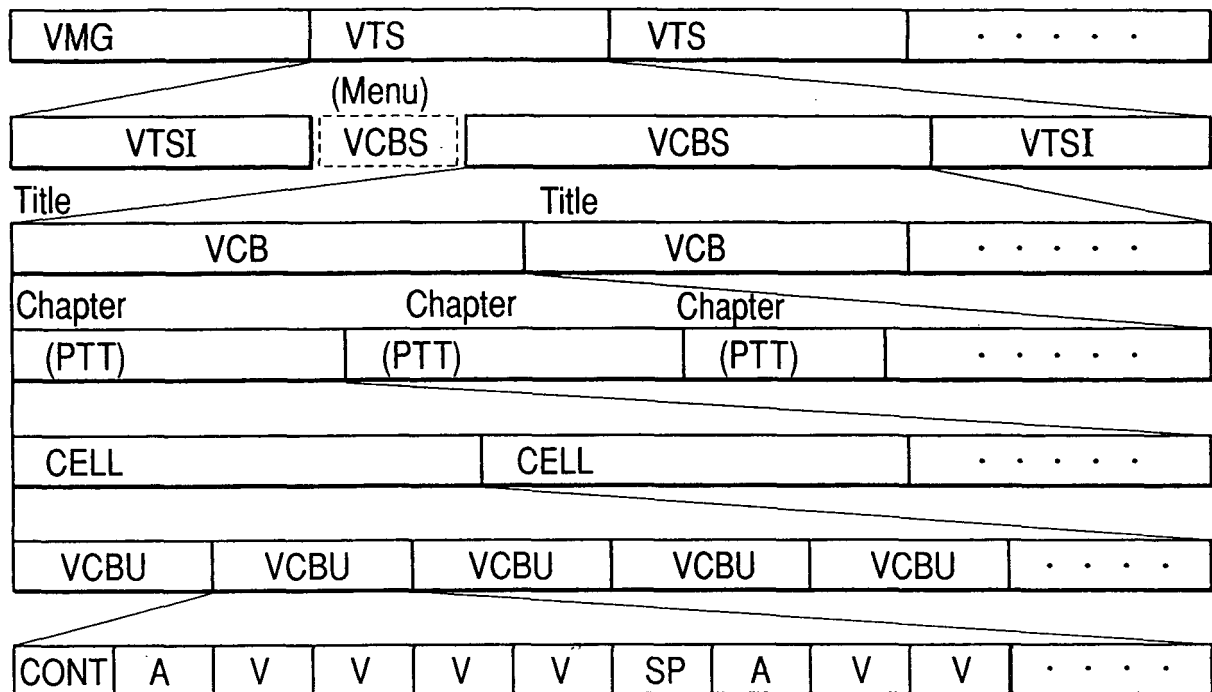 VMG VTS VTS . . . . .
(Menu)
VTSI VCBS VCBS VTSI
Title Title
VCB VCB . . . . .
Chapter Chapter Chapter
(PTT) (PTT) (PTT) . . . . .
CELL CELL . . . . .
VCBU VCBU VCBU VCBU VCBU . . . .
CONT A V V V V SP A V V . . . .